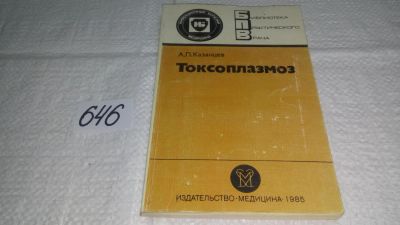 БИБЛИОТЕКА
ПРАКТИЧЕСКОГО
ВРАЧА
А.П.Казанцев
Токсоплазмоз
646
ИЗДАТЕЛЬСТВО·МЕДИЦИНА·1985